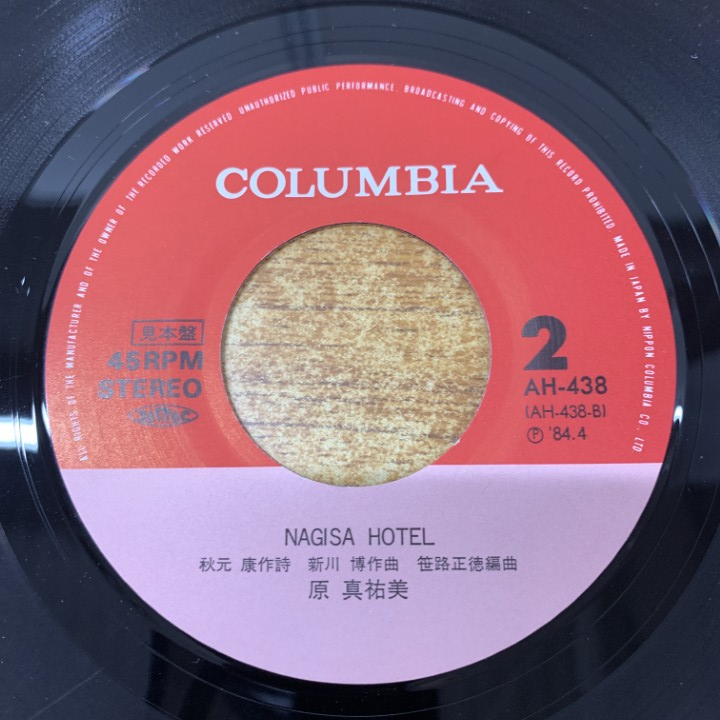 ALL RIGHTS OF THE MANUFACTURER AND OF THE OWNER OF THE RECORDED WORK RESERVED UNAUTHORIZED PUBLIC PERFORMANCE. BROADCASTING AND COPYING OF THIS RECORD PROHIBITED. MADE IN JAPAN BY NIPPON COLUMBIA CO., LTD
COLUMBIA
見本盤
45RPM
STEREO
2
AH-438
(AH-438-B)
Ⓟ '84.4
NAGISA HOTEL
秋元 康作詩 新川 博作曲 笹路正徳編曲
原 真祐美